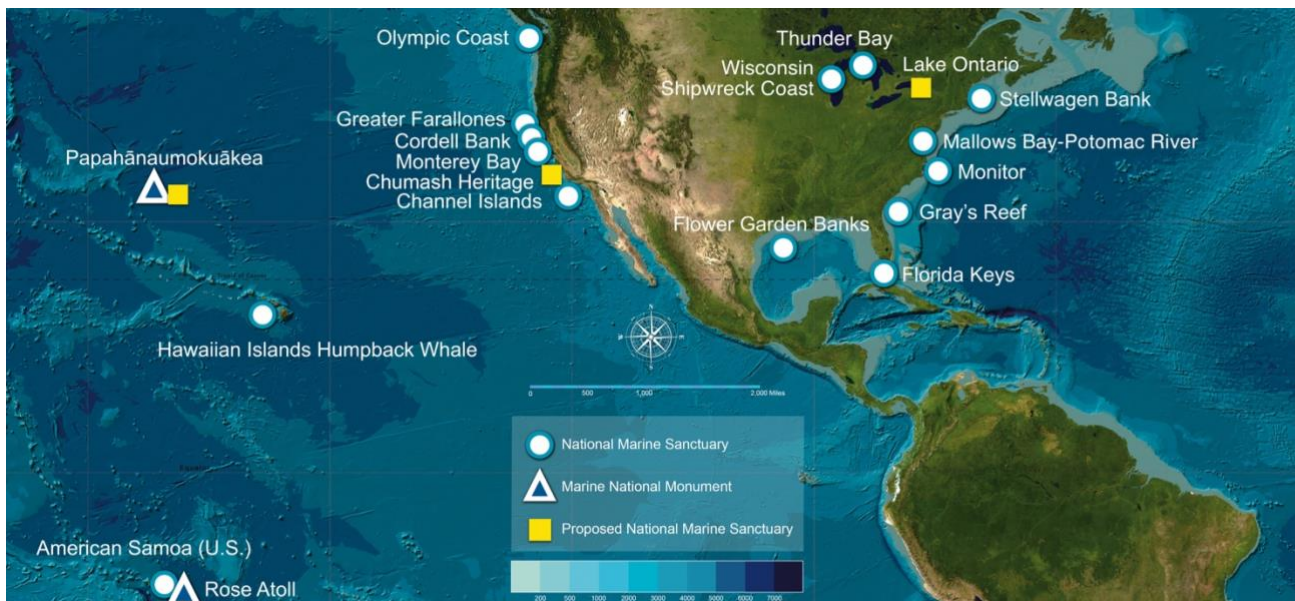 Olympic Coast
Thunder Bay
Wisconsin
Shipwreck Coast
Lake Ontario
Stellwagen Bank
Greater Farallones
Cordell Bank
Monterey Bay
Chumash Heritage
Channel Islands
Mallows Bay-Potomac River
Monitor
Papahānaumokuākea
Gray's Reef
Flower Garden Banks
Florida Keys
Hawaiian Islands Humpback Whale
N
0 500 1,000 2,000 Miles
National Marine Sanctuary
Marine National Monument
Proposed National Marine Sanctuary
American Samoa (U.S.)
Rose Atoll
200 500 1000 2000 3000 4000 5000 6000 7000